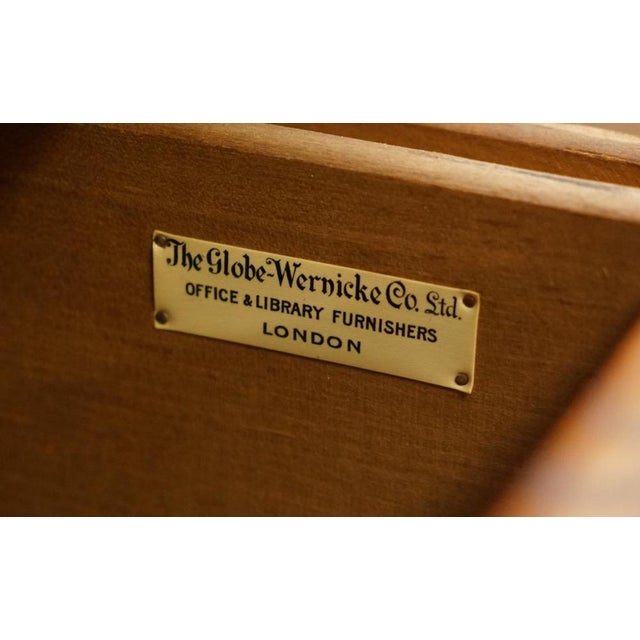 The Globe-Wernicke Co. Ltd.
OFFICE & LIBRARY FURNISHERS
LONDON